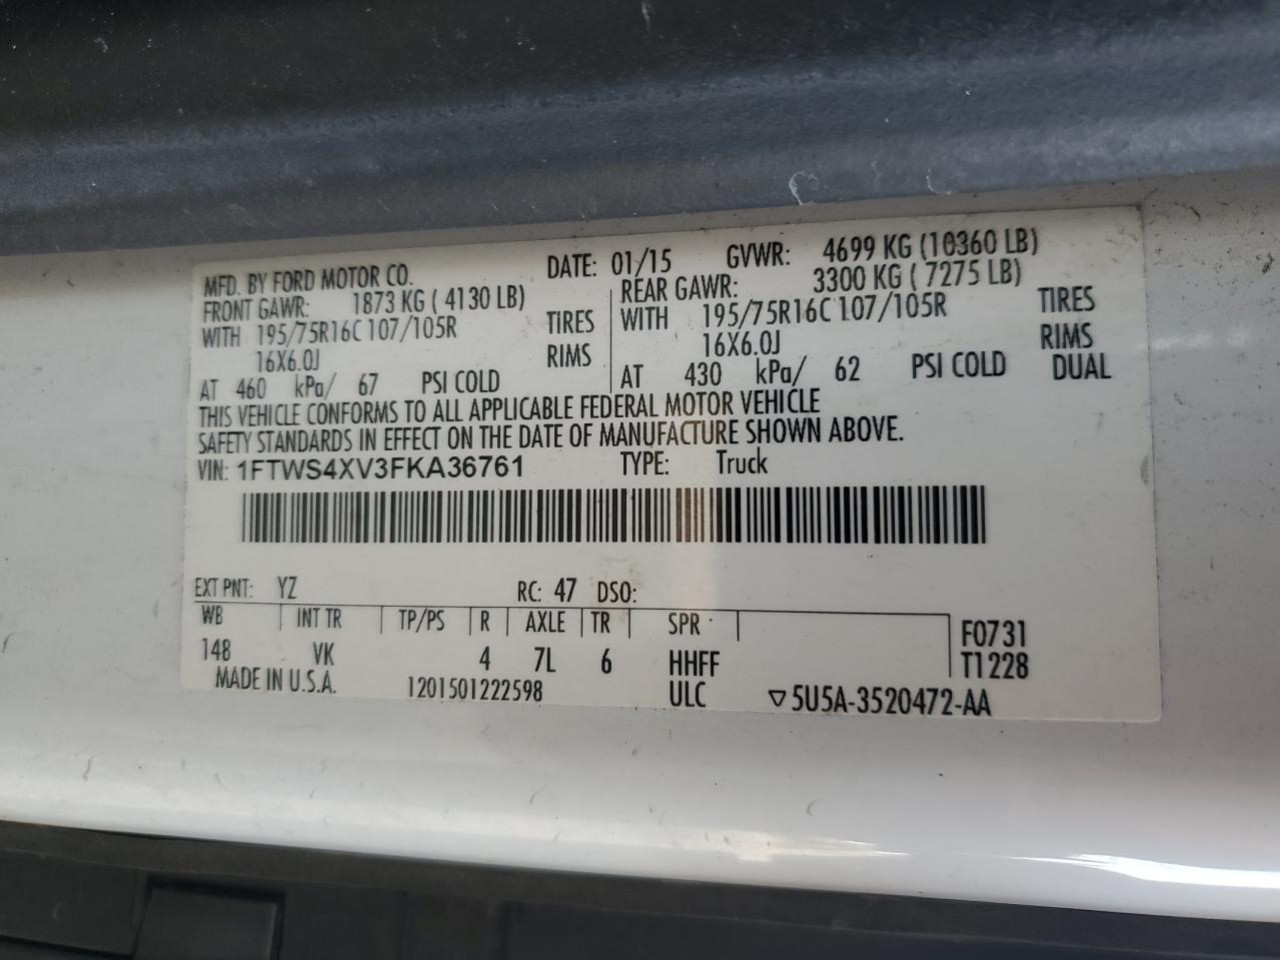 MFD. BY FORD MOTOR CO. DATE: 01/15 GVWR: 4699 KG (10360 LB)
FRONT GAWR: 1873 KG ( 4130 LB) REAR GAWR: 3300 KG ( 7275 LB)
WITH 195/75R16C 107/105R TIRES WITH 195/75R16C 107/105R TIRES
16X6.0J RIMS 16X6.0J RIMS
AT 460 kPa/ 67 PSI COLD AT 430 kPa/ 62 PSI COLD DUAL
THIS VEHICLE CONFORMS TO ALL APPLICABLE FEDERAL MOTOR VEHICLE
SAFETY STANDARDS IN EFFECT ON THE DATE OF MANUFACTURE SHOWN ABOVE.
VIN: 1FTWS4XV3FKA36761 TYPE: Truck
EXT PNT: YZ RC: 47 DSO:
WB INT TR TP/PS R AXLE TR SPR F0731
148 VK 4 7L 6 HHFF T1228
MADE IN U.S.A. 1201501222598 ULC ▽5U5A-3520472-AA